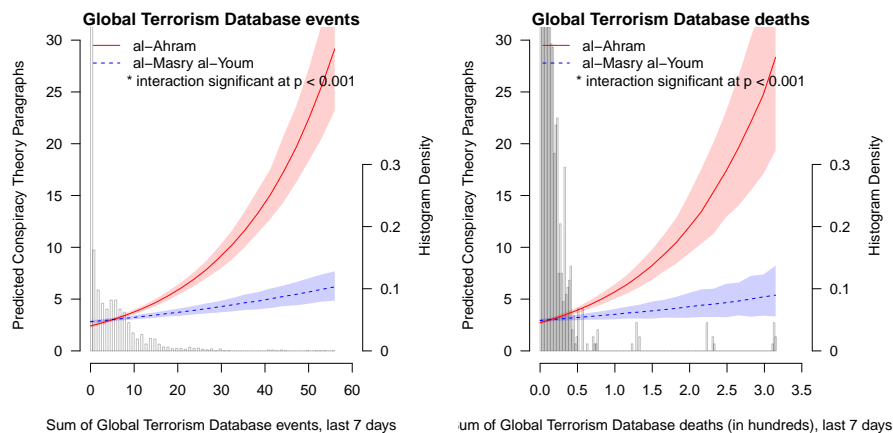 Global Terrorism Database events
30
25
20
15
10
5
0
Predicted Conspiracy Theory Paragraphs
al−Ahram
al−Masry al−Youm
* interaction significant at p < 0.001
0.3
0.2
0.1
0
Histogram Density
0 10 20 30 40 50 60
Sum of Global Terrorism Database events, last 7 days
Global Terrorism Database deaths
30
25
20
15
10
5
0
Predicted Conspiracy Theory Paragraphs
al−Ahram
al−Masry al−Youm
* interaction significant at p < 0.001
0.3
0.2
0.1
0
Histogram Density
0.0 0.5 1.0 1.5 2.0 2.5 3.0 3.5
um of Global Terrorism Database deaths (in hundreds), last 7 days